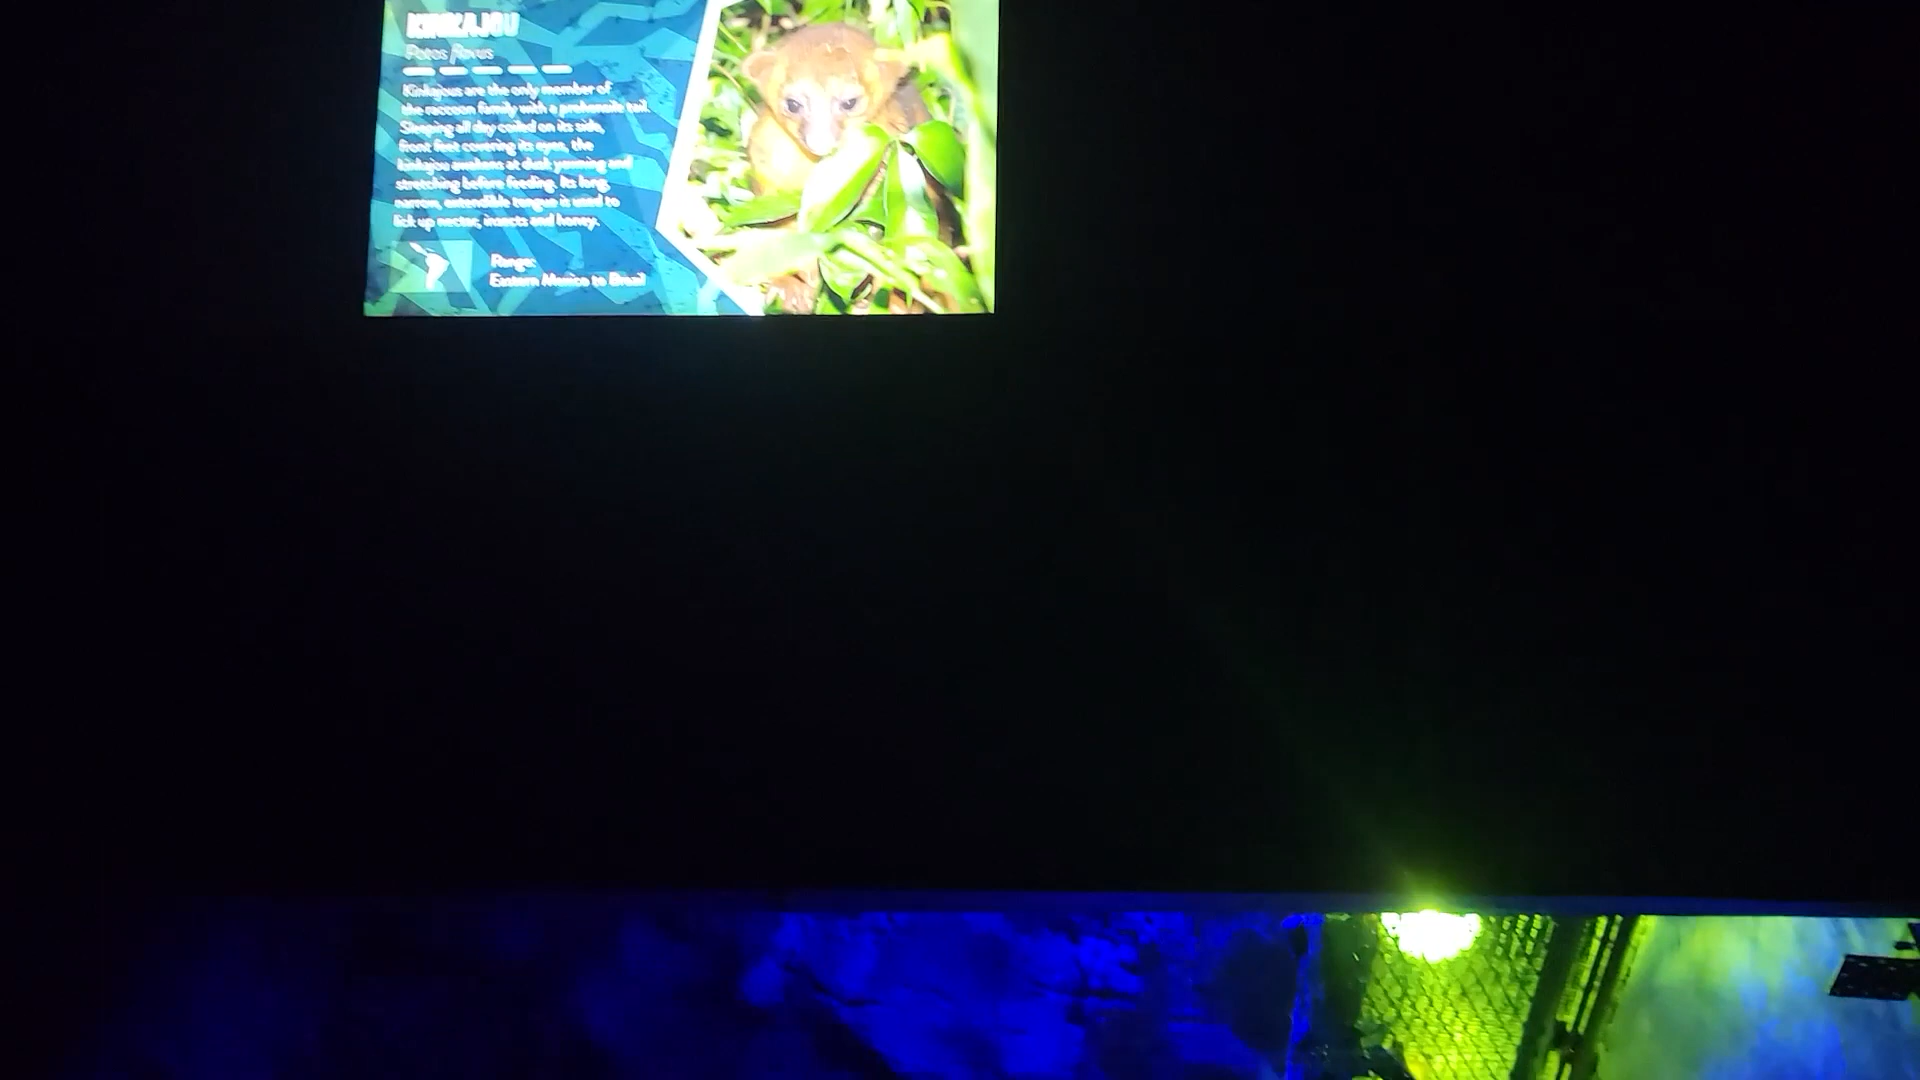 KINKAJOU
Potos flavus
Kinkajous are the only member of
the raccoon family with a prehensile tail.
Sleeping all day coiled on its side,
front feet covering its eyes, the
kinkajou awakens at dusk yawning and
stretching before feeding. Its long,
narrow, extendible tongue is used to
lick up nectar, insects and honey.
Range:
Eastern Mexico to Brazil